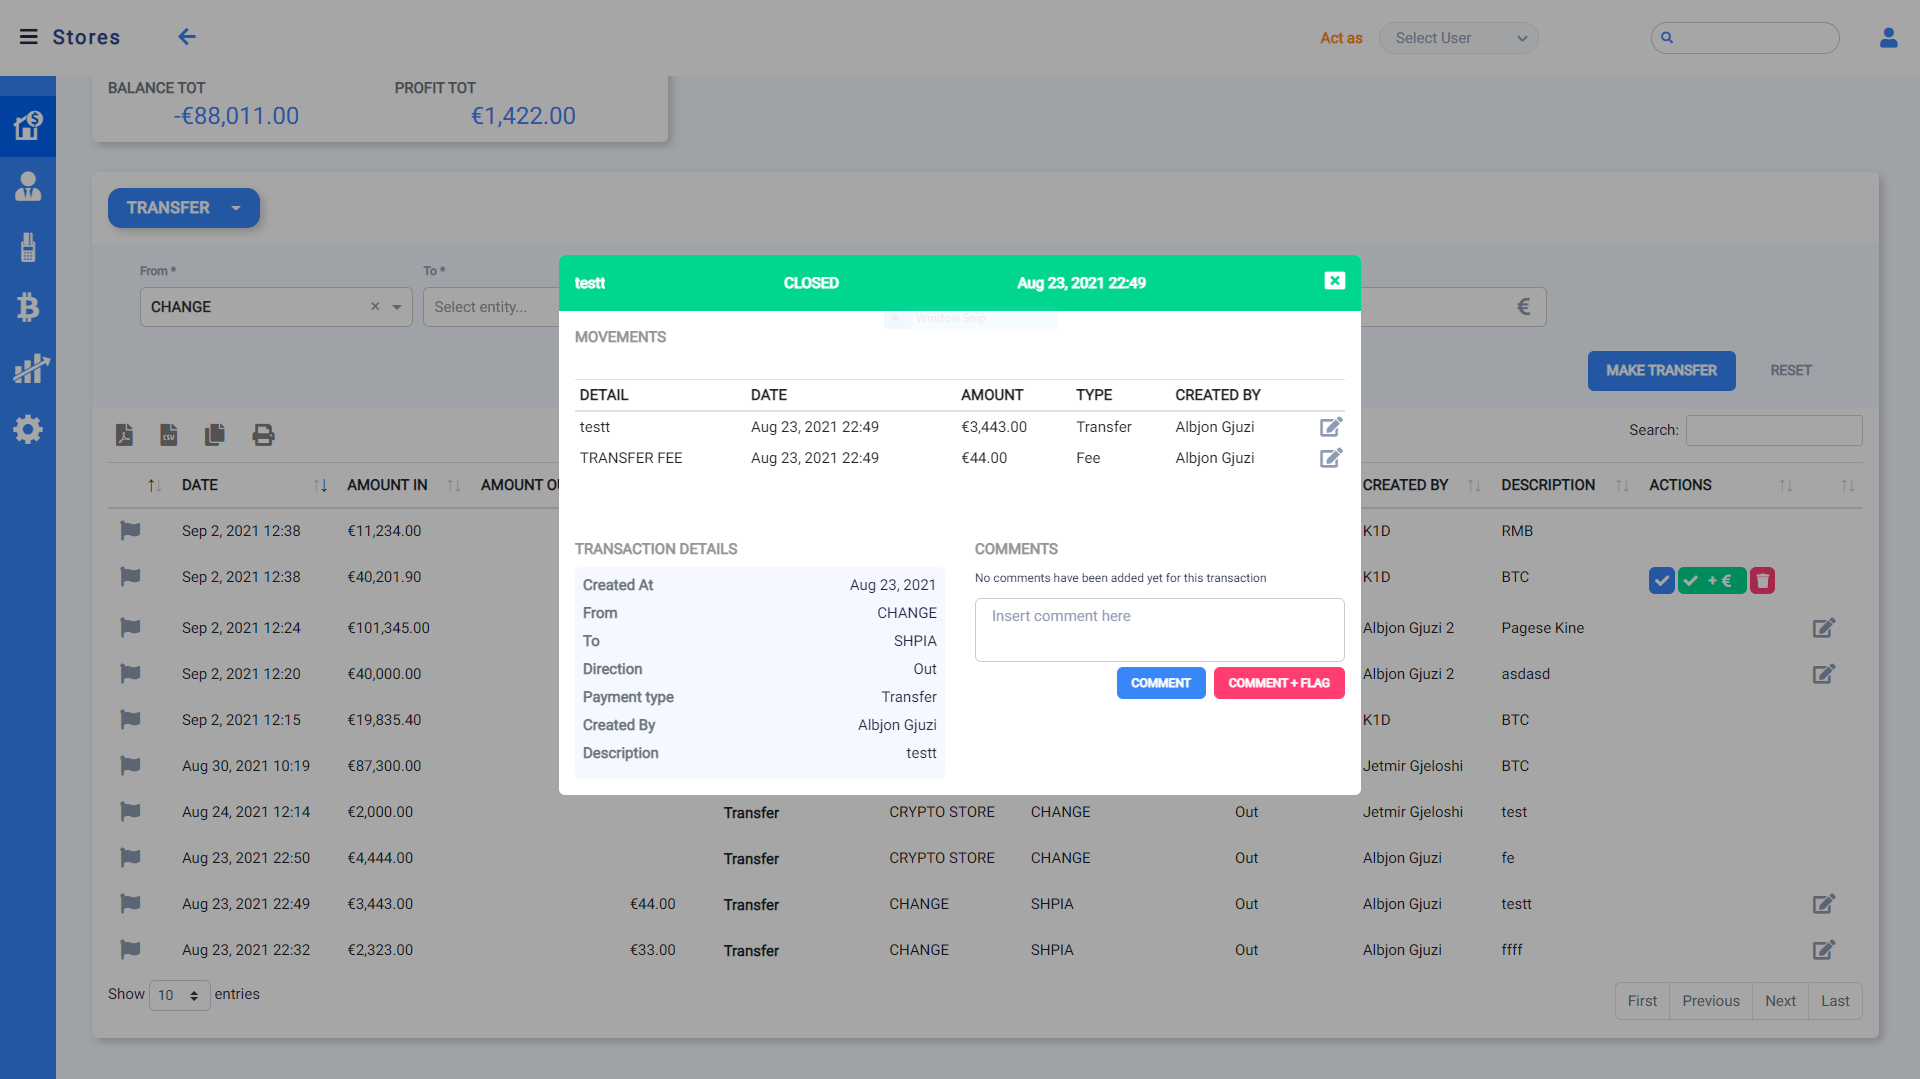 Stores
Act as
Select User
BALANCE TOT
PROFIT TOT
-€88,011.00
€1,422.00
TRANSFER
From *
To *
CHANGE
Select entity...
€
MAKE TRANSFER
RESET
Search:
DATE
AMOUNT IN
AMOUNT OU
CREATED BY
DESCRIPTION
ACTIONS
Sep 2, 2021 12:38
€11,234.00
K1D
RMB
Sep 2, 2021 12:38
€40,201.90
K1D
BTC
+ €
Sep 2, 2021 12:24
€101,345.00
Albjon Gjuzi 2
Pagese Kine
Sep 2, 2021 12:20
€40,000.00
Albjon Gjuzi 2
asdasd
Sep 2, 2021 12:15
€19,835.40
K1D
BTC
Aug 30, 2021 10:19
€87,300.00
Jetmir Gjeloshi
BTC
Aug 24, 2021 12:14
€2,000.00
Transfer
CRYPTO STORE
CHANGE
Out
Jetmir Gjeloshi
test
Aug 23, 2021 22:50
€4,444.00
Transfer
CRYPTO STORE
CHANGE
Out
Albjon Gjuzi
fe
Aug 23, 2021 22:49
€3,443.00
€44.00
Transfer
CHANGE
SHPIA
Out
Albjon Gjuzi
testt
Aug 23, 2021 22:32
€2,323.00
€33.00
Transfer
CHANGE
SHPIA
Out
Albjon Gjuzi
ffff
Show 10 entries
First
Previous
Next
Last
testt
CLOSED
Aug 23, 2021 22:49
Window Snip
MOVEMENTS
DETAIL
DATE
AMOUNT
TYPE
CREATED BY
testt
Aug 23, 2021 22:49
€3,443.00
Transfer
Albjon Gjuzi
TRANSFER FEE
Aug 23, 2021 22:49
€44.00
Fee
Albjon Gjuzi
TRANSACTION DETAILS
Created At
Aug 23, 2021
From
CHANGE
To
SHPIA
Direction
Out
Payment type
Transfer
Created By
Albjon Gjuzi
Description
testt
COMMENTS
No comments have been added yet for this transaction
Insert comment here
COMMENT
COMMENT + FLAG